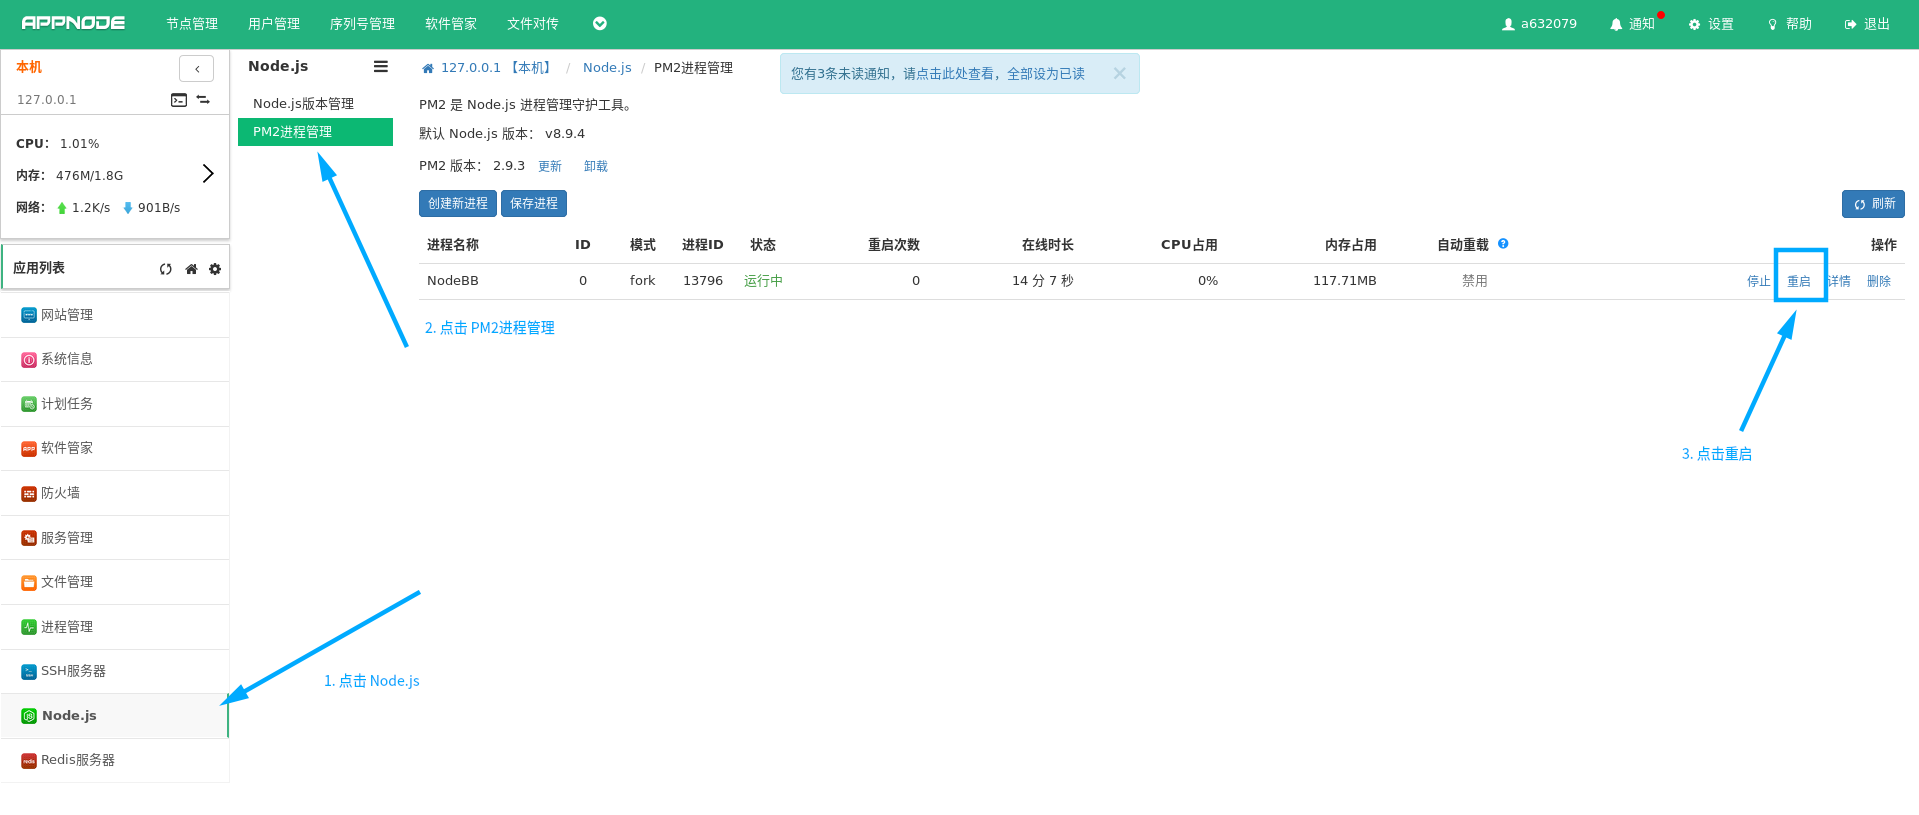 APPNODE 节点管理 用户管理 序列号管理 软件管家 文件对传 a632079 通知 设置 帮助 退出
本机
127.0.0.1
CPU： 1.01%
内存： 476M/1.8G
网络： 1.2K/s 901B/s
应用列表
网站管理
系统信息
计划任务
软件管家
防火墙
服务管理
文件管理
进程管理
SSH服务器
Node.js
Redis服务器
Node.js
Node.js版本管理
PM2进程管理
127.0.0.1 【本机】 / Node.js / PM2进程管理
您有3条未读通知，请点击此处查看，全部设为已读 ×
PM2 是 Node.js 进程管理守护工具。
默认 Node.js 版本： v8.9.4
PM2 版本： 2.9.3 更新 卸载
创建新进程 保存进程 刷新
进程名称 ID 模式 进程ID 状态 重启次数 在线时长 CPU占用 内存占用 自动重载 操作
NodeBB 0 fork 13796 运行中 0 14 分 7 秒 0% 117.71MB 禁用 停止 重启 详情 删除
2. 点击 PM2进程管理
3. 点击重启
1. 点击 Node.js